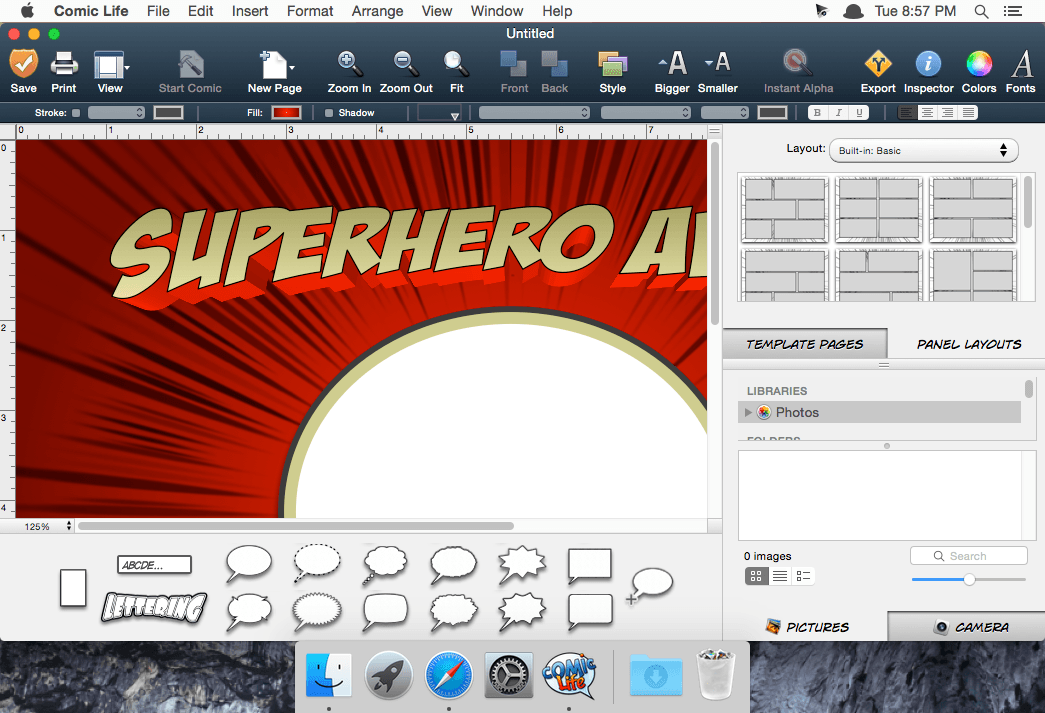 Comic Life File Edit Insert Format Arrange View Window Help Tue 8:57 PM
Untitled
Save Print View Start Comic New Page Zoom In Zoom Out Fit Front Back Style Bigger Smaller Instant Alpha Export Inspector Colors Fonts
Stroke: Fill: Shadow B I U
0 1 2 3 4 5 6 7
0
1
2
3
4
SUPERHERO
Layout: Built-in: Basic
TEMPLATE PAGES PANEL LAYOUTS
LIBRARIES
Photos
FOLDERS
125%
0 images Search
ABCDE...
LETTERING
PICTURES CAMERA
COMIC Life